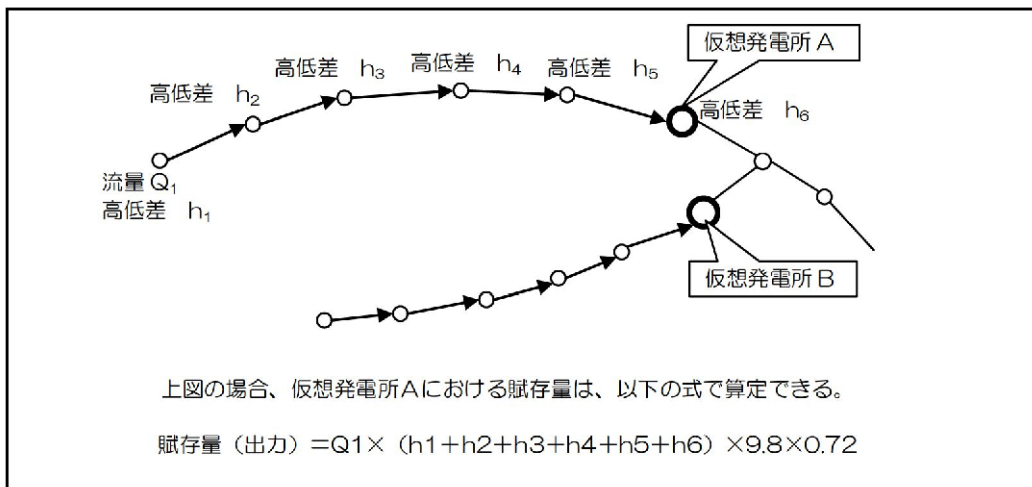 仮想発電所 A
高低差 h3
高低差 h4
高低差 h5
高低差 h2
高低差 h6
流量 Q1
高低差 h1
仮想発電所 B
上図の場合、仮想発電所Aにおける賦存量は、以下の式で算定できる。
賦存量（出力）＝Q1×（h1＋h2＋h3＋h4＋h5＋h6）×9.8×0.72